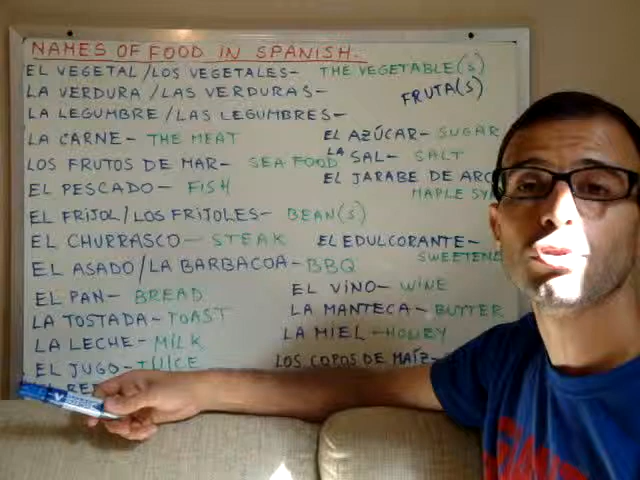 NAMES OF FOOD IN SPANISH.
EL VEGETAL/LOS VEGETALES- THE VEGETABLE(S)
LA VERDURA/LAS VERDURAS-
FRUTA(S)
LA LEGUMBRE/LAS LEGUMBRES-
LA CARNE- THE MEAT
LOS FRUTOS DE MAR- SEA FOOD
EL PESCADO- FISH
EL FRIJOL/LOS FRIJOLES- BEAN(S)
EL CHURRASCO- STEAK
EL ASADO/LA BARBACOA-BBQ
EL PAN- BREAD
LA TOSTADA-TOAST
LA LECHE-MILK
EL JUGO-JUICE
EL AZÚCAR- SUGAR
LA SAL- SALT
EL JARABE DE ARC
MAPLE SY
EL EDULCORANTE-
SWEETENE
EL VINO- WINE
LA MANTECA- BUTTER
LA MIEL-HONEY
LOS COPOS DE MAÍZ-